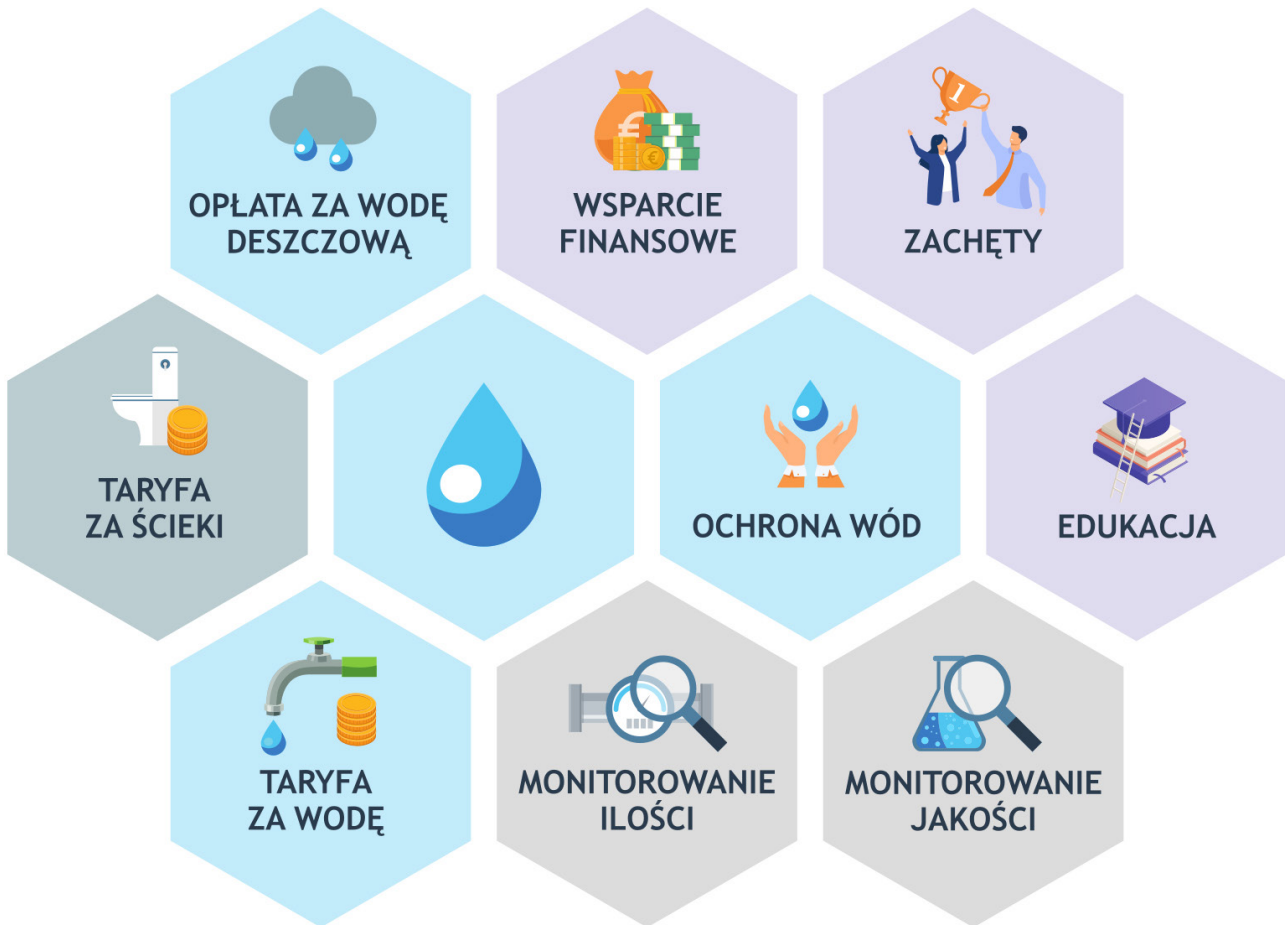 1
OPŁATA ZA WODĘ
DESZCZOWĄ
WSPARCIE
FINANSOWE
ZACHĘTY
TARYFA
ZA ŚCIEKI
OCHRONA WÓD
EDUKACJA
TARYFA
ZA WODĘ
MONITOROWANIE
ILOŚCI
MONITOROWANIE
JAKOŚCI